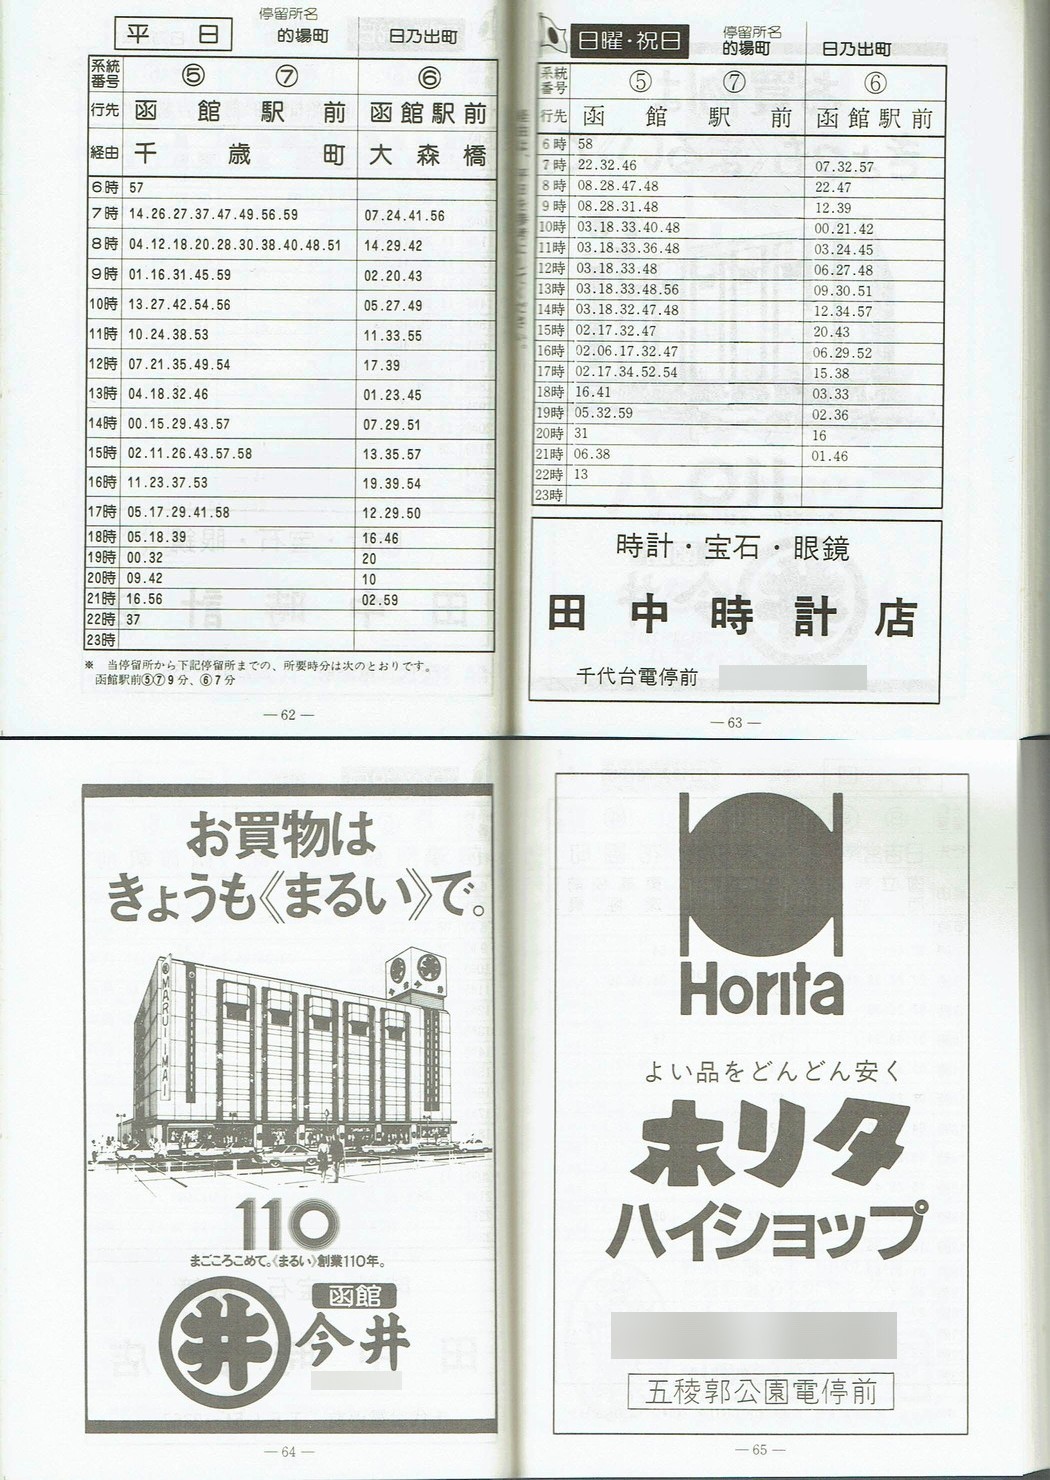 平日
停留所名
的場町 日乃出町
系統番号 ⑤ ⑦ ⑥
行先 函館駅前 函館駅前
経由 千歳町 大森橋
6時 57
7時 14.26.27.37.47.49.56.59 07.24.41.56
8時 04.12.18.20.28.30.38.40.48.51 14.29.42
9時 01.16.31.45.59 02.20.43
10時 13.27.42.54.56 05.27.49
11時 10.24.38.53 11.33.55
12時 07.21.35.49.54 17.39
13時 04.18.32.46 01.23.45
14時 00.15.29.43.57 07.29.51
15時 02.11.26.43.57.58 13.35.57
16時 11.23.37.53 19.39.54
17時 05.17.29.41.58 12.29.50
18時 05.18.39 16.46
19時 00.32 20
20時 09.42 10
21時 16.56 02.59
22時 37
23時
※ 当停留所から下記停留所までの、所要時分は次のとおりです。
函館駅前⑤⑦9分、⑥7分
— 62 —
日曜・祝日
停留所名
的場町 日乃出町
系統番号 ⑤ ⑦ ⑥
行先 函館駅前 函館駅前
6時 58
7時 22.32.46 07.32.57
8時 08.28.47.48 22.47
9時 08.28.31.48 12.39
10時 03.18.33.40.48 00.21.42
11時 03.18.33.36.48 03.24.45
12時 03.18.33.48 06.27.48
13時 03.18.33.48.56 09.30.51
14時 03.18.32.47.48 12.34.57
15時 02.17.32.47 20.43
16時 02.06.17.32.47 06.29.52
17時 02.17.34.52.54 15.38
18時 16.41 03.33
19時 05.32.59 02.36
20時 31 16
21時 06.38 01.46
22時 13
23時
時計・宝石・眼鏡
田中時計店
千代台電停前
— 63 —
お買物は
きょうも《まるい》で。
MARUI IMAI
110
まごころこめて。《まるい》創業110年。
井
函館
今井
— 64 —
Horita
よい品をどんどん安く
ホリタ
ハイショップ
五稜郭公園電停前
— 65 —